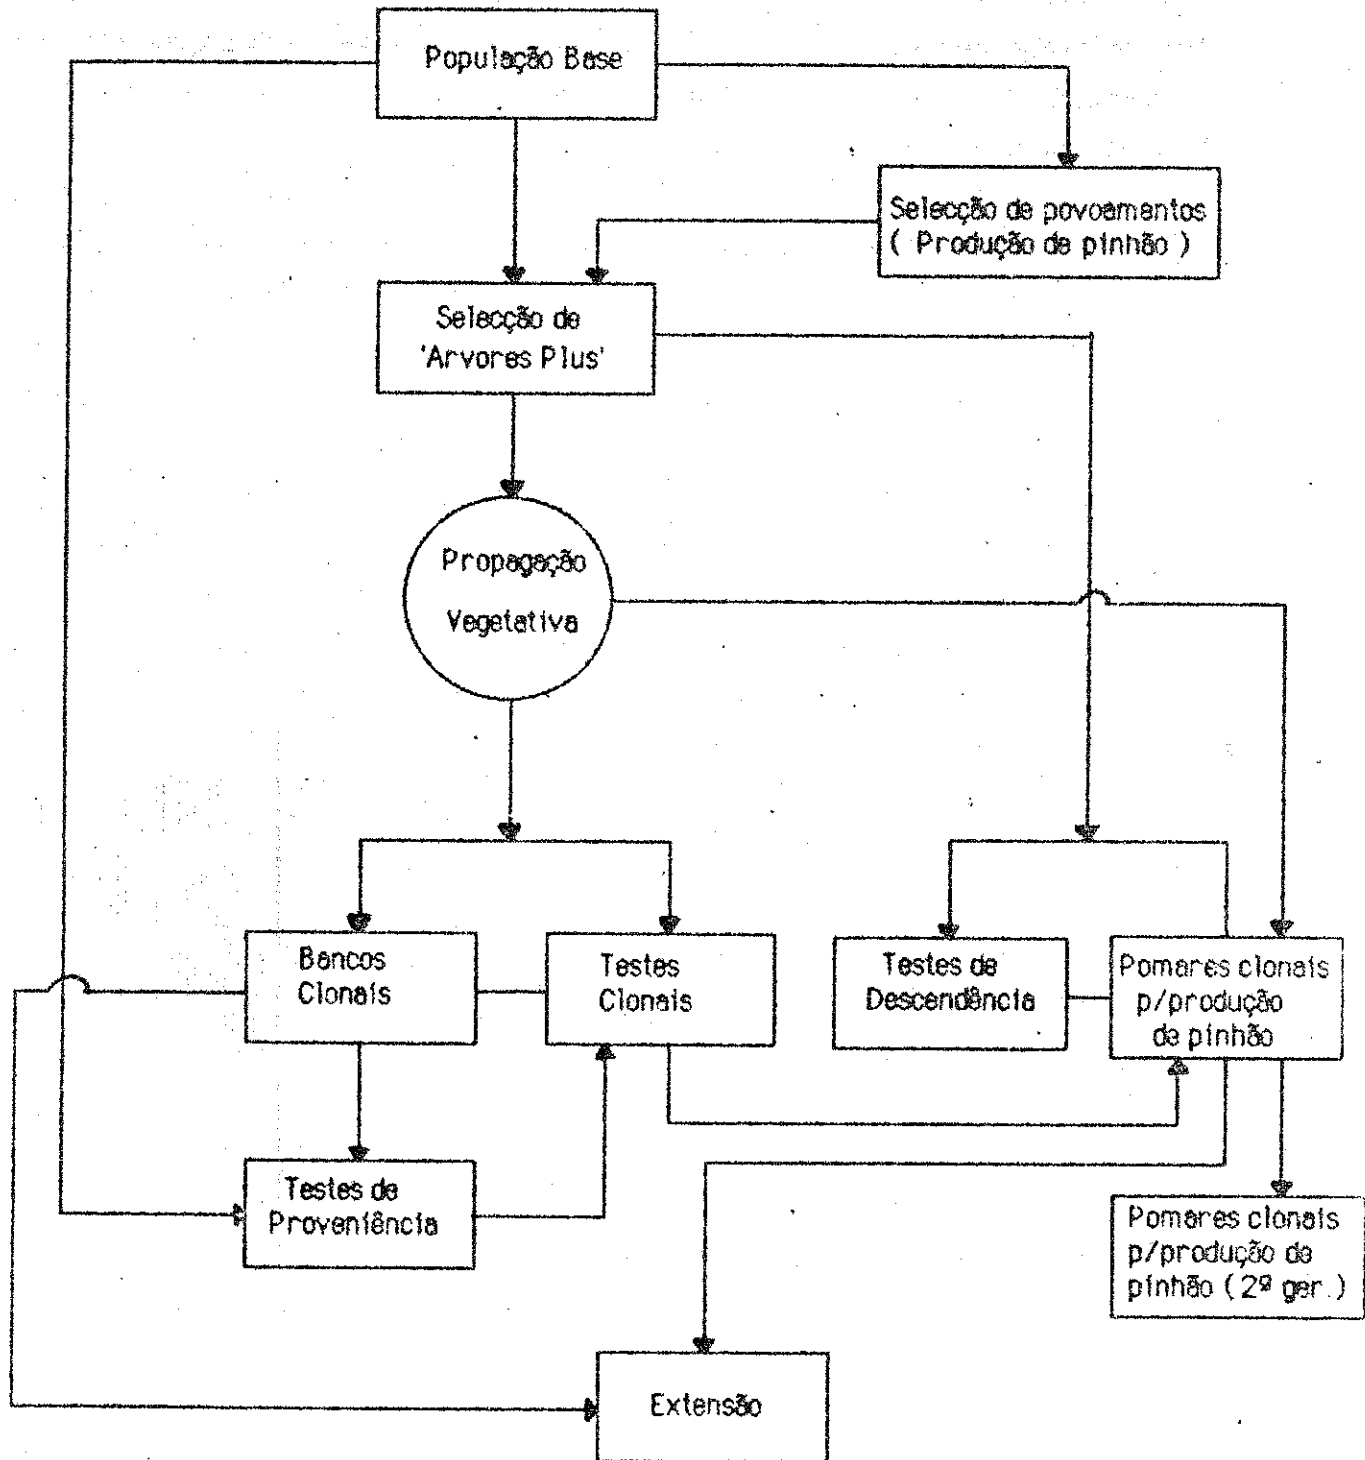 População Base
Selecção de povoamentos
( Produção de pinhão )
Selecção de
'Arvores Plus'
Propagação
Vegetativa
Bancos
Clonais
Testes
Clonais
Testes de
Descendência
Pomares clonais
p/produção
de pinhão
Testes de
Proveniência
Pomares clonais
p/produção de
pinhão ( 2ª ger. )
Extensão